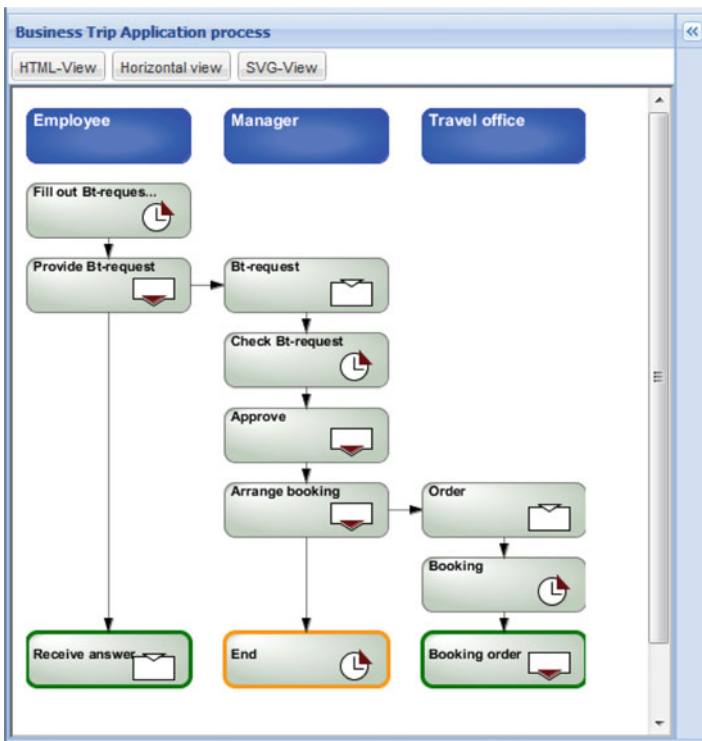 Business Trip Application process
HTML-View Horizontal view SVG-View
Employee Manager Travel office
Fill out Bt-reques...
Provide Bt-request Bt-request
Check Bt-request
Approve
Arrange booking Order
Booking
Receive answer End Booking order